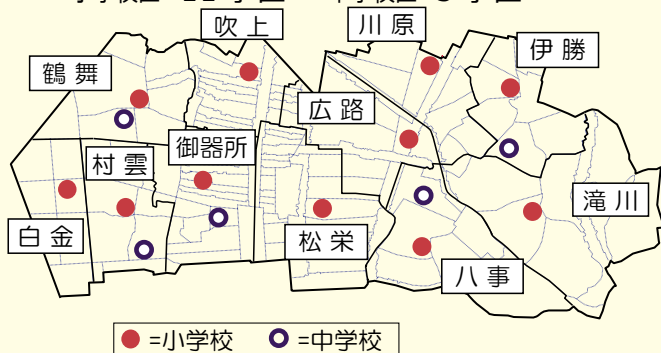 吹上
川原
伊勝
鶴舞
広路
御器所
村雲
滝川
白金
松栄
八事
=小学校 =中学校